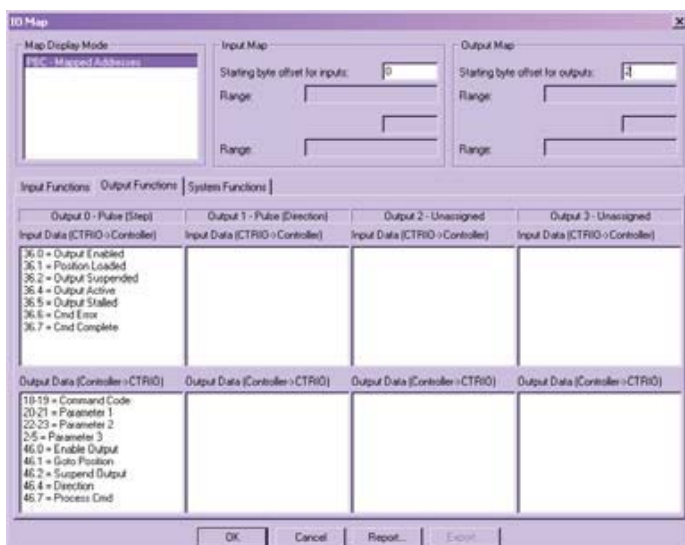 IO Map
Map Display Mode
PBC - Mapped Addresses
Input Map
Starting byte offset for inputs: 0
Range:
Range:
Output Map
Starting byte offset for outputs: 2
Range:
Range:
Input Functions Output Functions System Functions
Output 0 - Pulse (Step)
Output 1 - Pulse (Direction)
Output 2 - Unassigned
Output 3 - Unassigned
Input Data (CTRIO->Controller)
Input Data (CTRIO->Controller)
Input Data (CTRIO->Controller)
Input Data (CTRIO->Controller)
36.0 = Output Enabled
36.1 = Position Loaded
36.2 = Output Suspended
36.4 = Output Active
36.5 = Output Stalled
36.6 = Cmd Error
36.7 = Cmd Complete
Output Data (Controller->CTRIO)
Output Data (Controller->CTRIO)
Output Data (Controller->CTRIO)
Output Data (Controller->CTRIO)
18-19 = Command Code
20-21 = Parameter 1
22-23 = Parameter 2
2-5 = Parameter 3
46.0 = Enable Output
46.1 = Goto Position
46.2 = Suspend Output
46.4 = Direction
46.7 = Process Cmd
OK Cancel Report... Export...